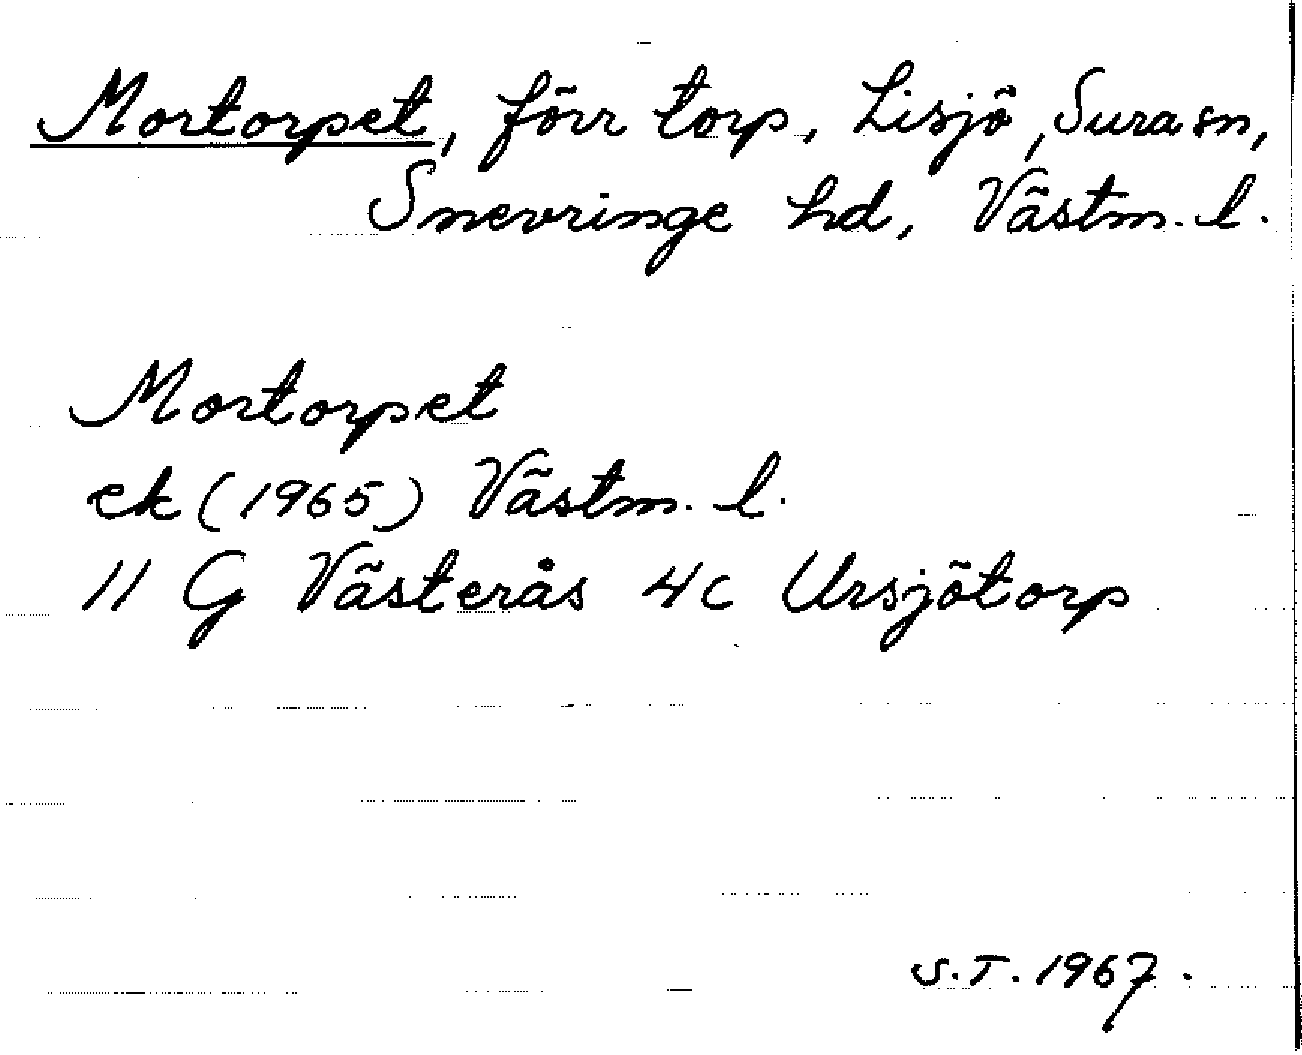 Mortorpet, förr torp, Lisjö, Sura sn,
Snevringe hd, Västm. l.
Mortorpet
ek (1965) Västm. l.
11 G Västerås 4c Ursjötorp
S.T. 1967.